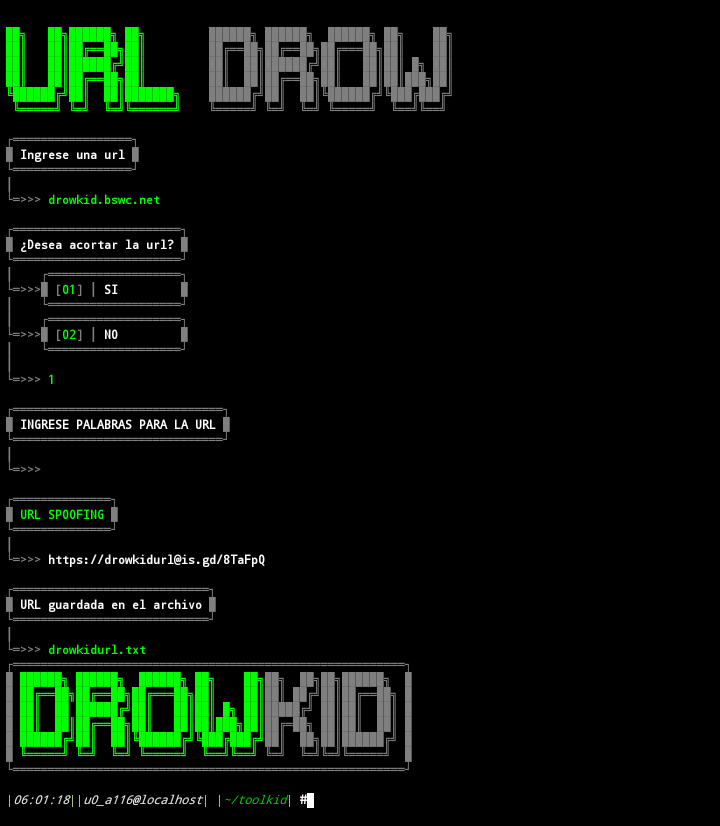 URL DROW
Ingrese una url
└═>>> drowkid.bswc.net
¿Desea acortar la url?
└═>>> [01] | SI
└═>>> [02] | NO
└═>>> 1
INGRESE PALABRAS PARA LA URL
└═>>>
URL SPOOFING
└═>>> https://drowkidurl@is.gd/8TaFpQ
URL guardada en el archivo
└═>>> drowkidurl.txt
DROWKID
|06:01:18||u0_a116@localhost| |~/toolkid| #